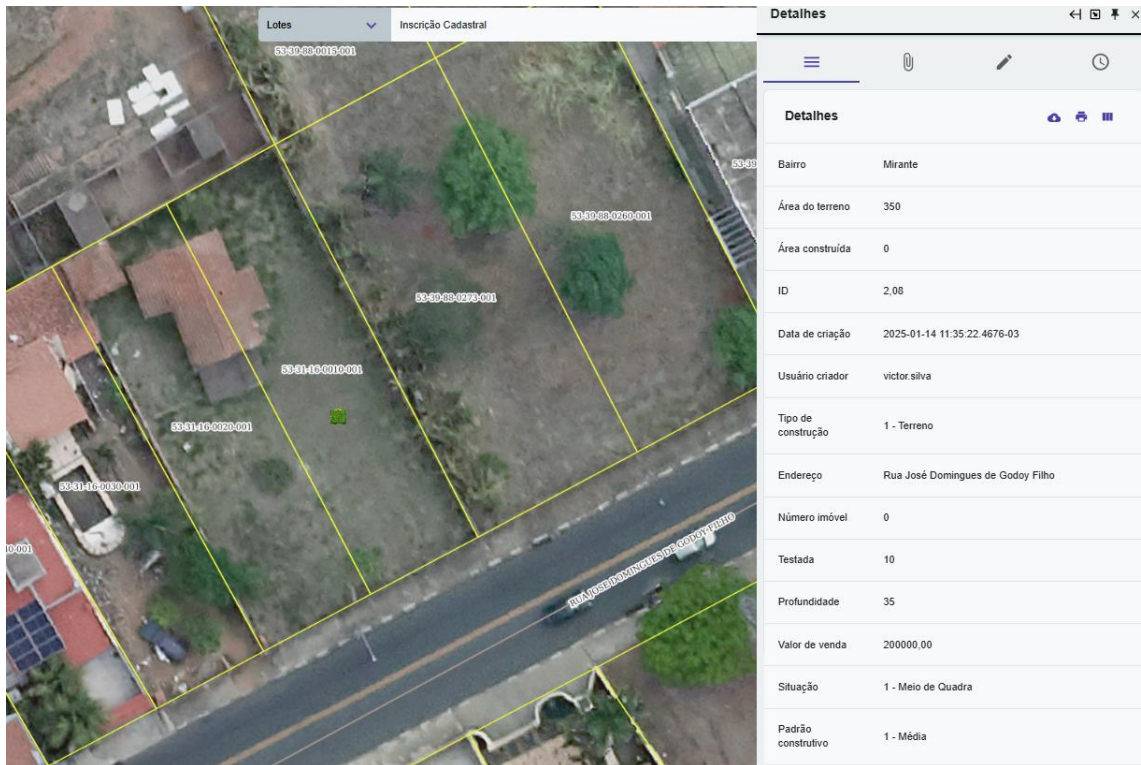 Lotes
Inscrição Cadastral
53-39-88-0015-001
53-39
53-39-88-0260-001
53-39-88-0273-001
53-31-16-0010-001
53-31-16-0020-001
53-31-16-0030-001
40-001
RUA JOSE DOMINGUES DE GODOY FILHO
Detalhes
Detalhes
Bairro Mirante
Área do terreno 350
Área construída 0
ID 2,08
Data de criação 2025-01-14 11:35:22.4676-03
Usuário criador victor.silva
Tipo de
construção 1 - Terreno
Endereço Rua José Domingues de Godoy Filho
Número imóvel 0
Testada 10
Profundidade 35
Valor de venda 200000,00
Situação 1 - Meio de Quadra
Padrão
construtivo 1 - Média